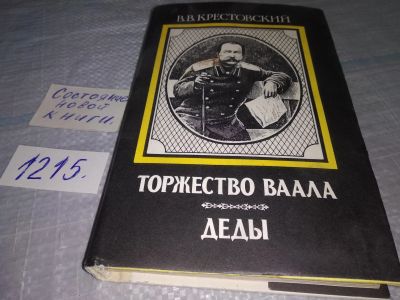 В.В.КРЕСТОВСКИЙ
ТОРЖЕСТВО ВААЛА
ДЕДЫ
Состояние
новой
книги.
1215.